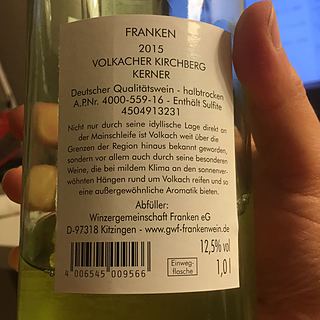 FRANKEN
2015
VOLKACHER KIRCHBERG
KERNER
Deutscher Qualitätswein - halbtrocken
A.P.Nr. 4000-559-16 - Enthält Sulfite
4504913231
Nicht nur durch seine idyllische Lage direkt an
der Mainschleife ist Volkach weit über die
Grenzen der Region hinaus bekannt geworden,
sondern vor allem auch durch seine besonderen
Weine, die bei mildem Klima an den sonnenver-
wöhnten Hängen rund um Volkach reifen und so
eine außergewöhnliche Aromatik bieten.
Abfüller:
Winzergemeinschaft Franken eG
D-97318 Kitzingen - www.gwf-frankenwein.de
12,5% vol
Einweg-
flasche
1,0 l
4 006545 009566